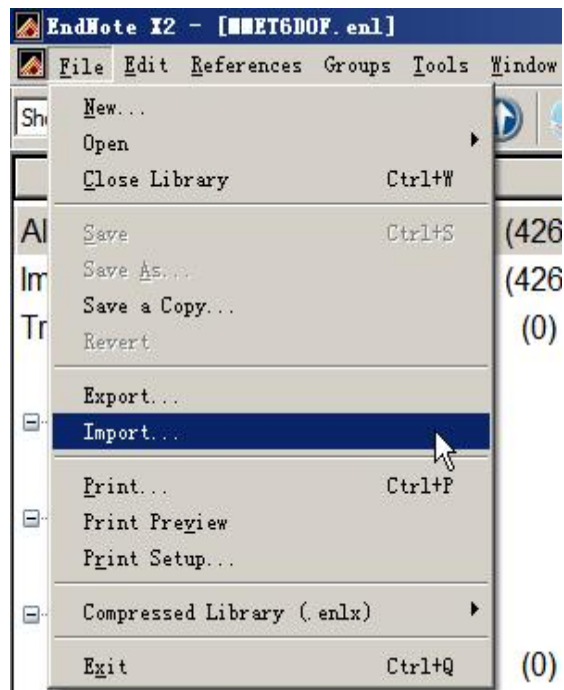 EndNote X2 - [■■ET6DOF.enl]
File Edit References Groups Tools Window
Sh
New...
Open
Close Library Ctrl+W
Al
Save Ctrl+S
(426
Im
Save As...
(426
Save a Copy...
Tr
Revert
(0)
Export...
Import...
Print... Ctrl+P
Print Preview
Print Setup...
Compressed Library (.enlx)
Exit Ctrl+Q
(0)